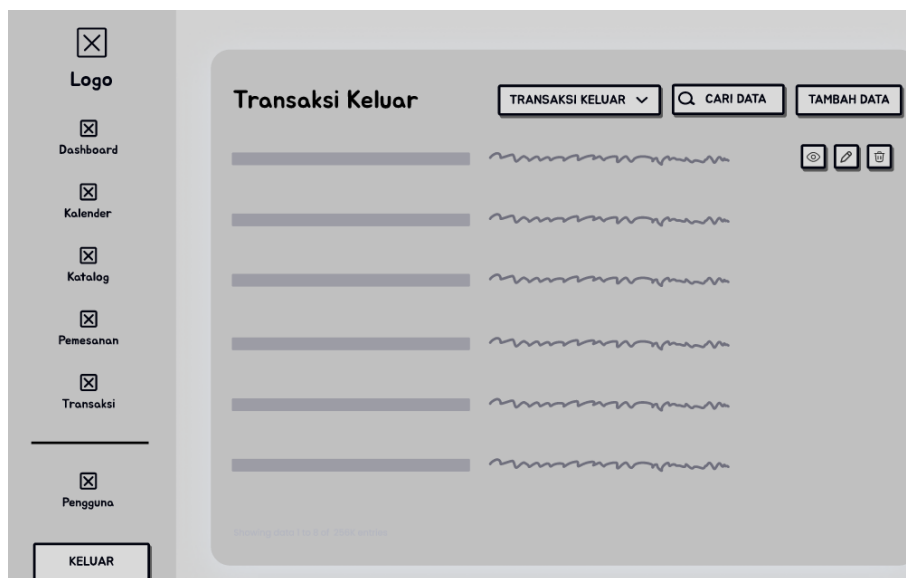 Logo
Dashboard
Kalender
Katalog
Pemesanan
Transaksi
Pengguna
KELUAR
Transaksi Keluar
TRANSAKSI KELUAR
CARI DATA
TAMBAH DATA